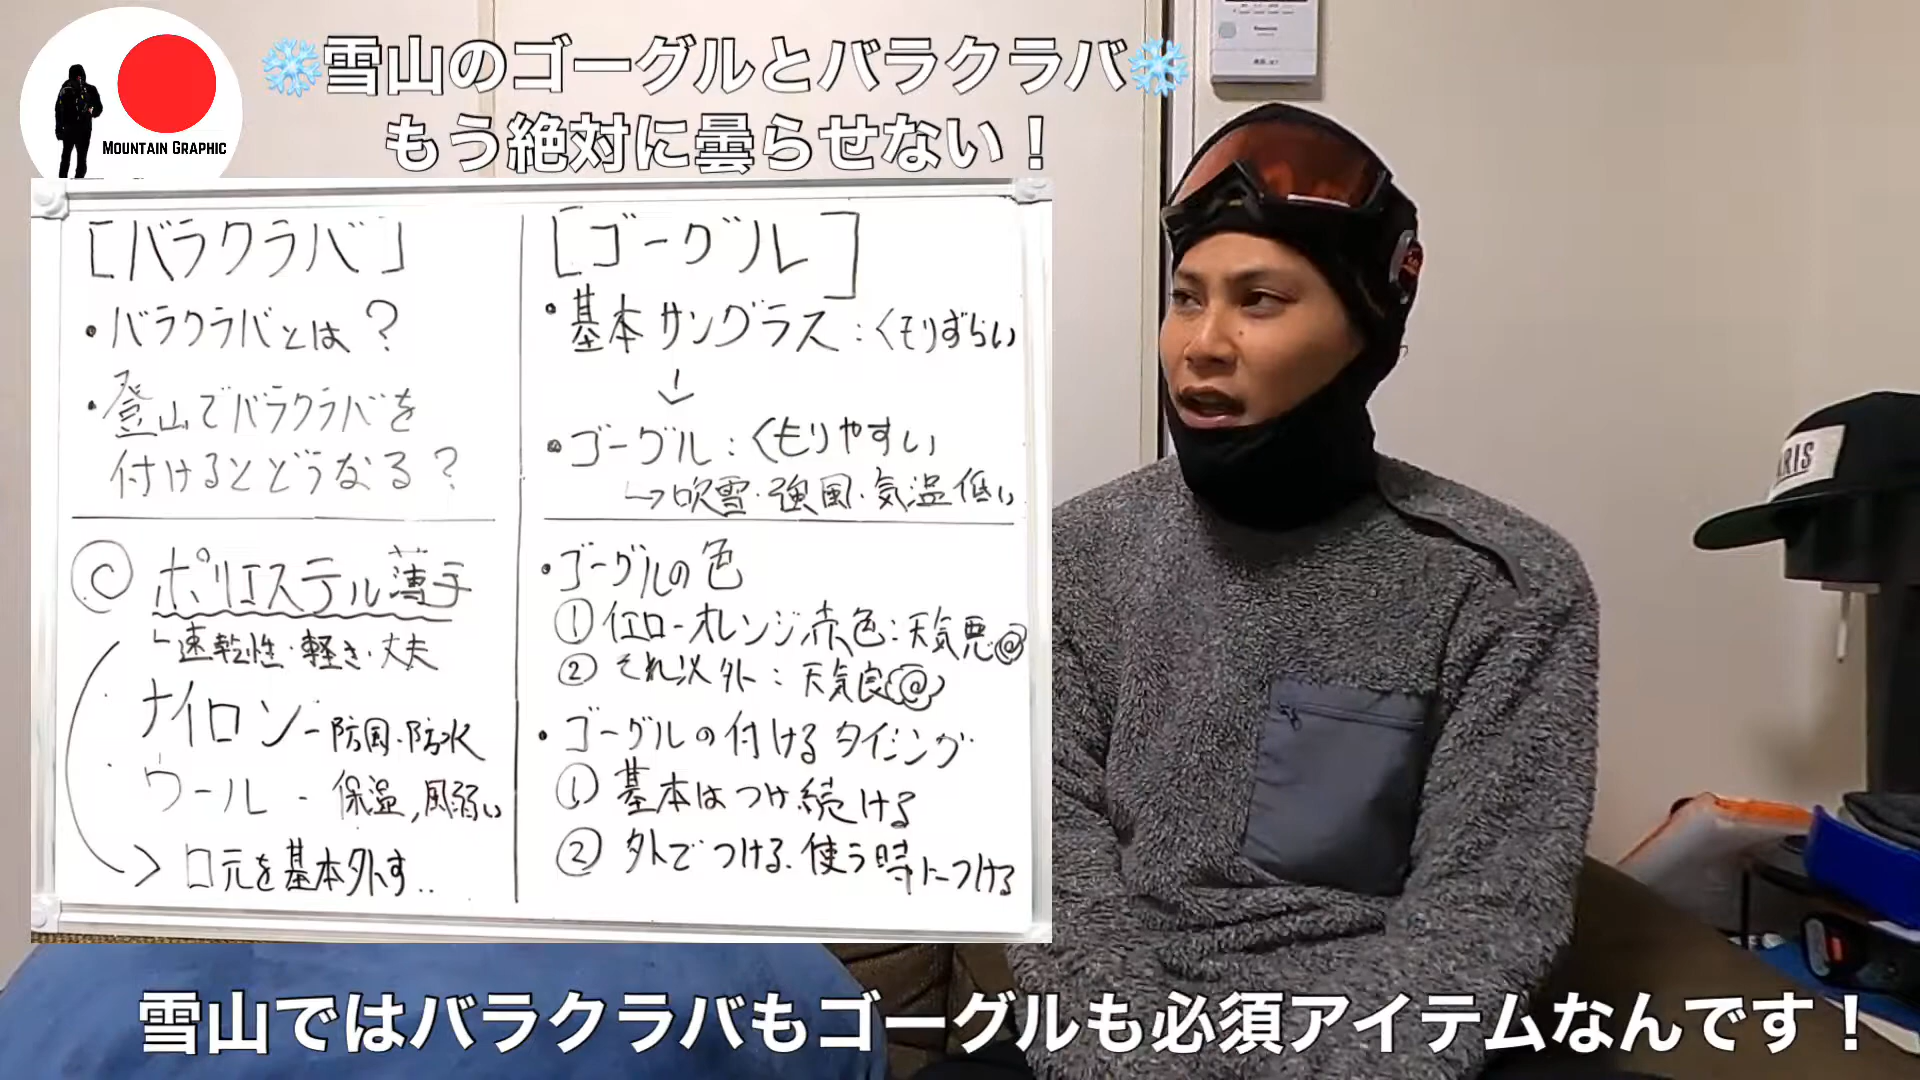 ❄️雪山のゴーグルとバラクラバ❄️
もう絶対に曇らせない！
MOUNTAIN GRAPHIC
[バラクラバ]
・バラクラバとは？
・登山でバラクラバを
付けるとどうなる？
◎ ポリエステル薄手
→速乾性・軽さ・丈夫
ナイロン－防風・防水
ウール - 保温,風弱い
→口元を基本外す..
[ゴーグル]
・基本サングラス：くもりずらい
↓
・ゴーグル：くもりやすい
→吹雪・強風・気温低い
・ゴーグルの色
① イエローオレンジ赤色：天気悪
② それ以外：天気良
・ゴーグルの付けるタイミング
① 基本はつけ続ける
② 外でつける.使う時につける
ARIS
雪山ではバラクラバもゴーグルも必須アイテムなんです！